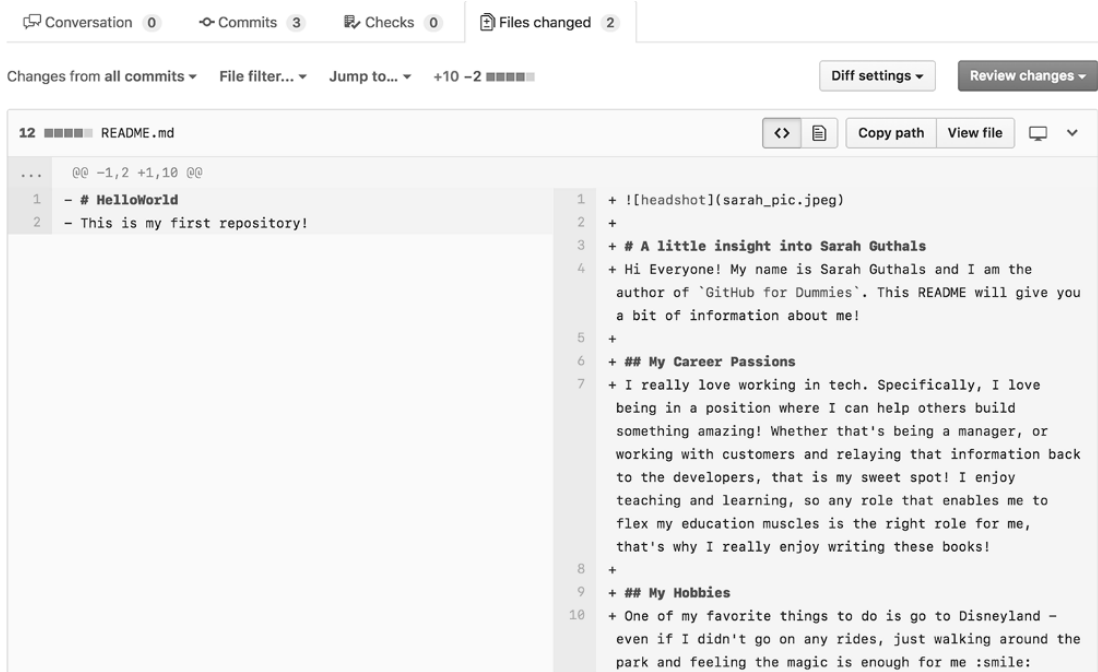 Conversation 0 Commits 3 Checks 0 Files changed 2
Changes from all commits File filter... Jump to... +10 −2 Diff settings Review changes
12 README.md <> Copy path View file
... @@ -1,2 +1,10 @@
1 - # HelloWorld
2 - This is my first repository!
1 + ![headshot](sarah_pic.jpeg)
2 +
3 + # A little insight into Sarah Guthals
4 + Hi Everyone! My name is Sarah Guthals and I am the
author of `GitHub for Dummies`. This README will give you
a bit of information about me!
5 +
6 + ## My Career Passions
7 + I really love working in tech. Specifically, I love
being in a position where I can help others build
something amazing! Whether that's being a manager, or
working with customers and relaying that information back
to the developers, that is my sweet spot! I enjoy
teaching and learning, so any role that enables me to
flex my education muscles is the right role for me,
that's why I really enjoy writing these books!
8 +
9 + ## My Hobbies
10 + One of my favorite things to do is go to Disneyland –
even if I didn't go on any rides, just walking around the
park and feeling the magic is enough for me :smile: